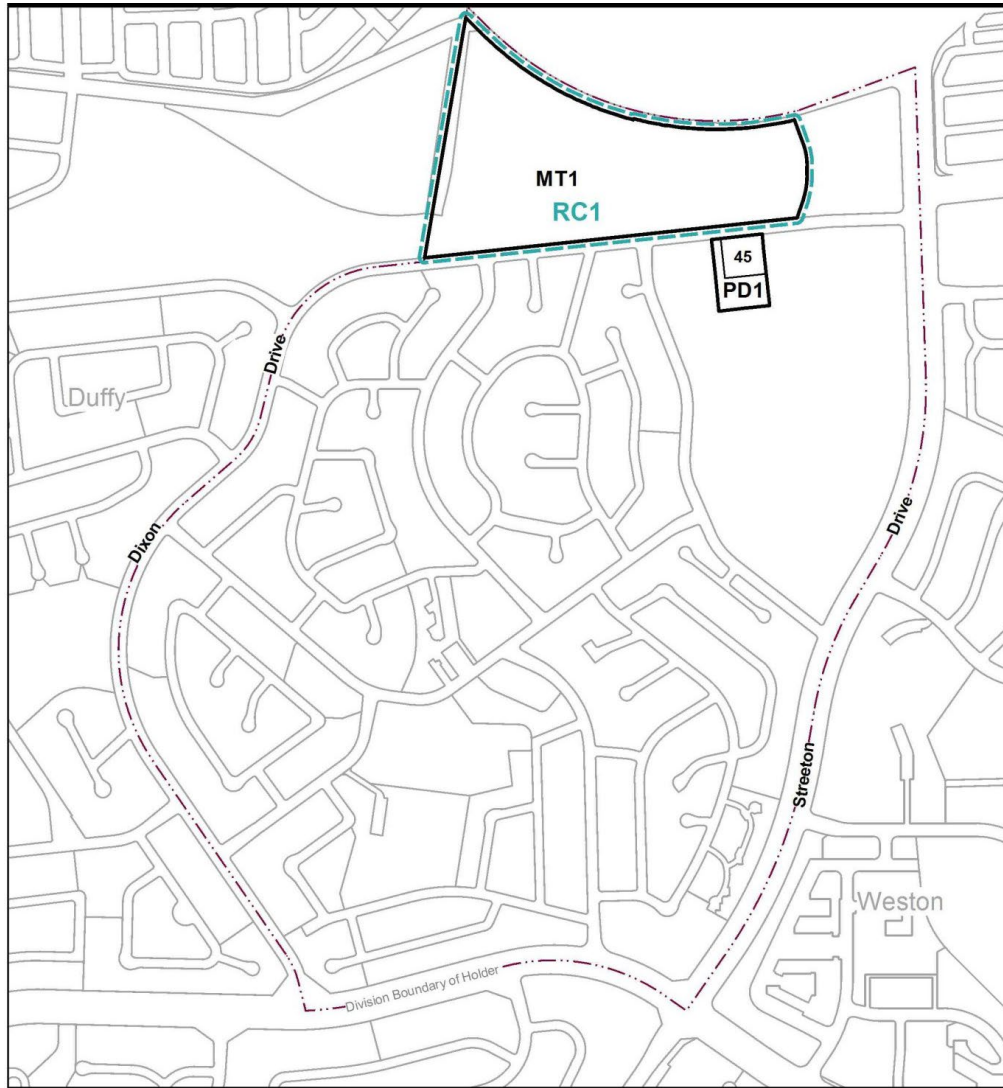 MT1
RC1
45
PD1
Drive
Duffy
Dixon
Drive
Streeton
Weston
Division Boundary of Holder